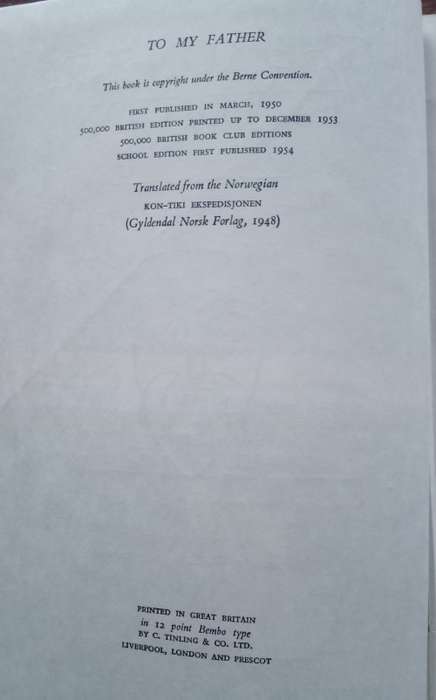 TO MY FATHER
This book is copyright under the Berne Convention.
FIRST PUBLISHED IN MARCH, 1950
500,000 BRITISH EDITION PRINTED UP TO DECEMBER 1953
500,000 BRITISH BOOK CLUB EDITIONS
SCHOOL EDITION FIRST PUBLISHED 1954
Translated from the Norwegian
KON-TIKI EKSPEDISJONEN
(Gyldendal Norsk Forlag, 1948)
PRINTED IN GREAT BRITAIN
in 12 point Bembo type
BY C. TINLING & CO. LTD.
LIVERPOOL, LONDON AND PRESCOT